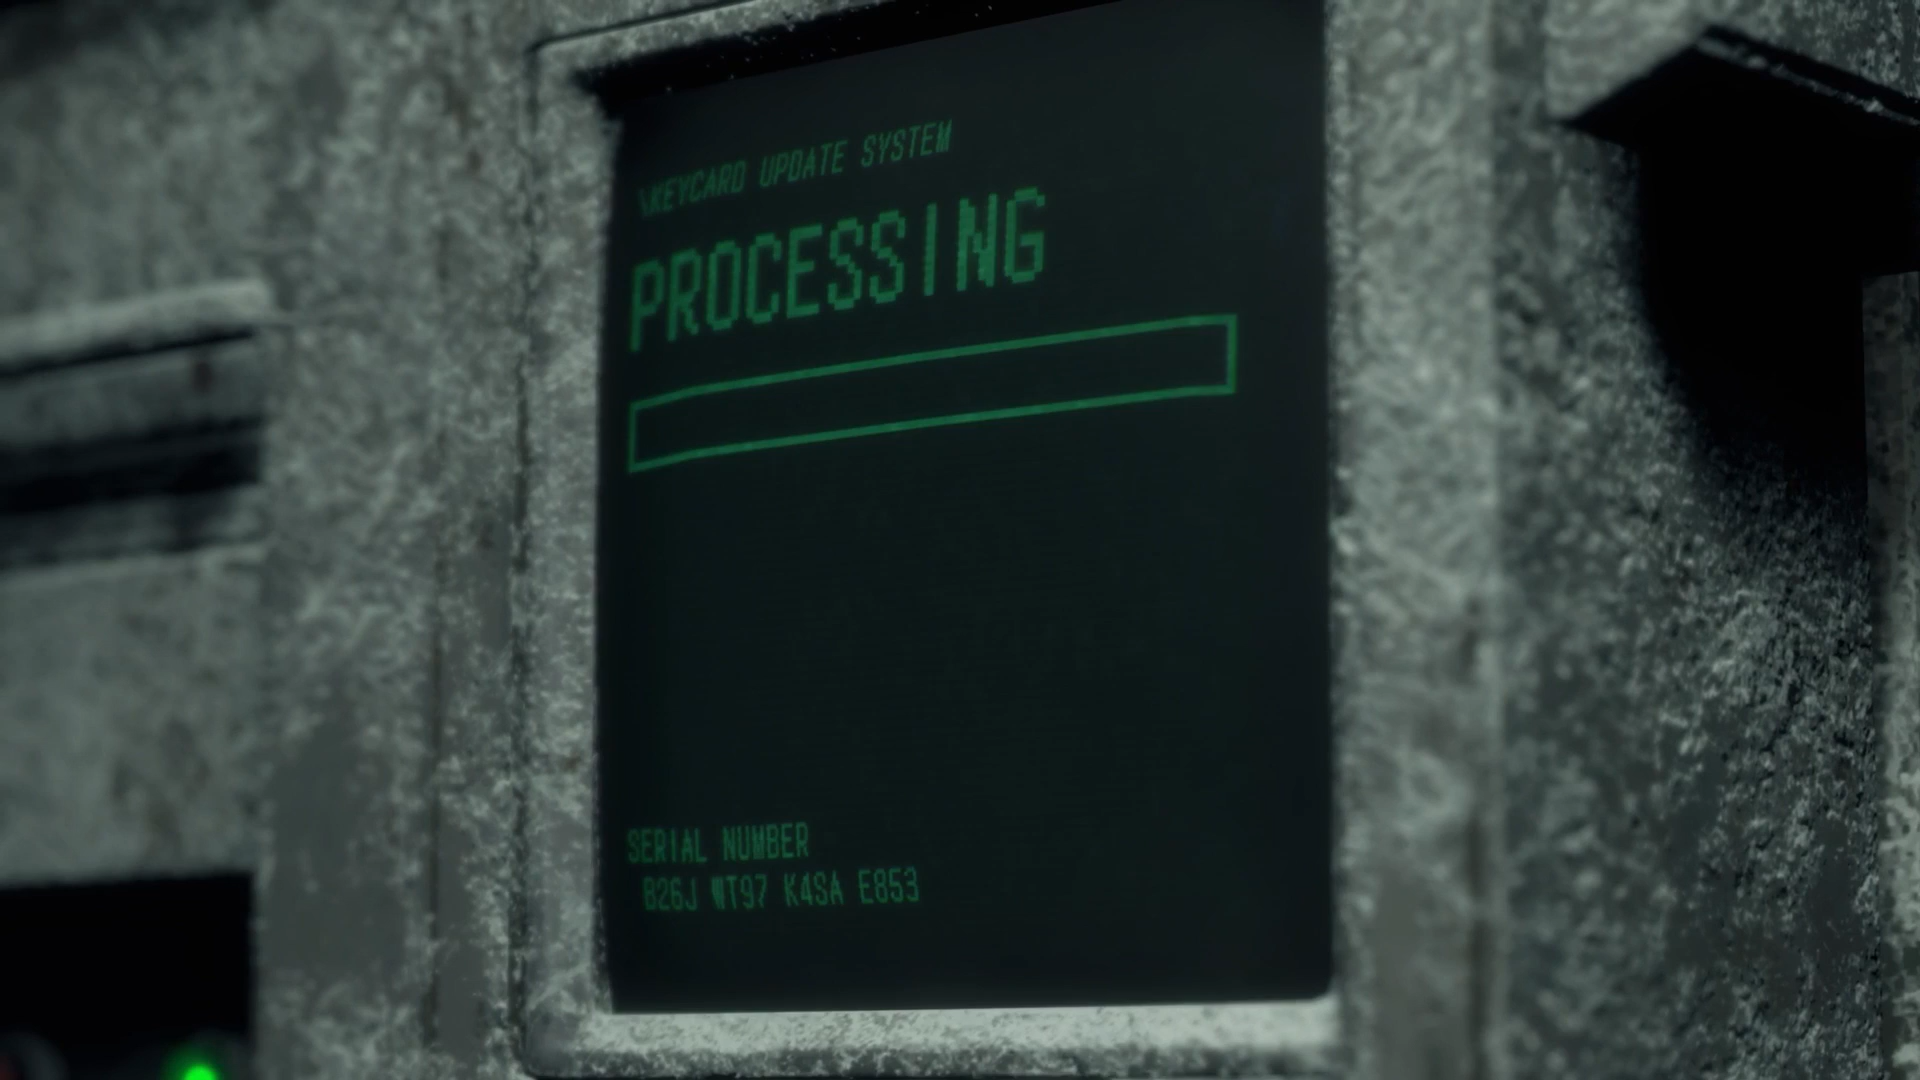 \KEYCARD UPDATE SYSTEM
PROCESSING
SERIAL NUMBER
B26J WT97 K4SA E853